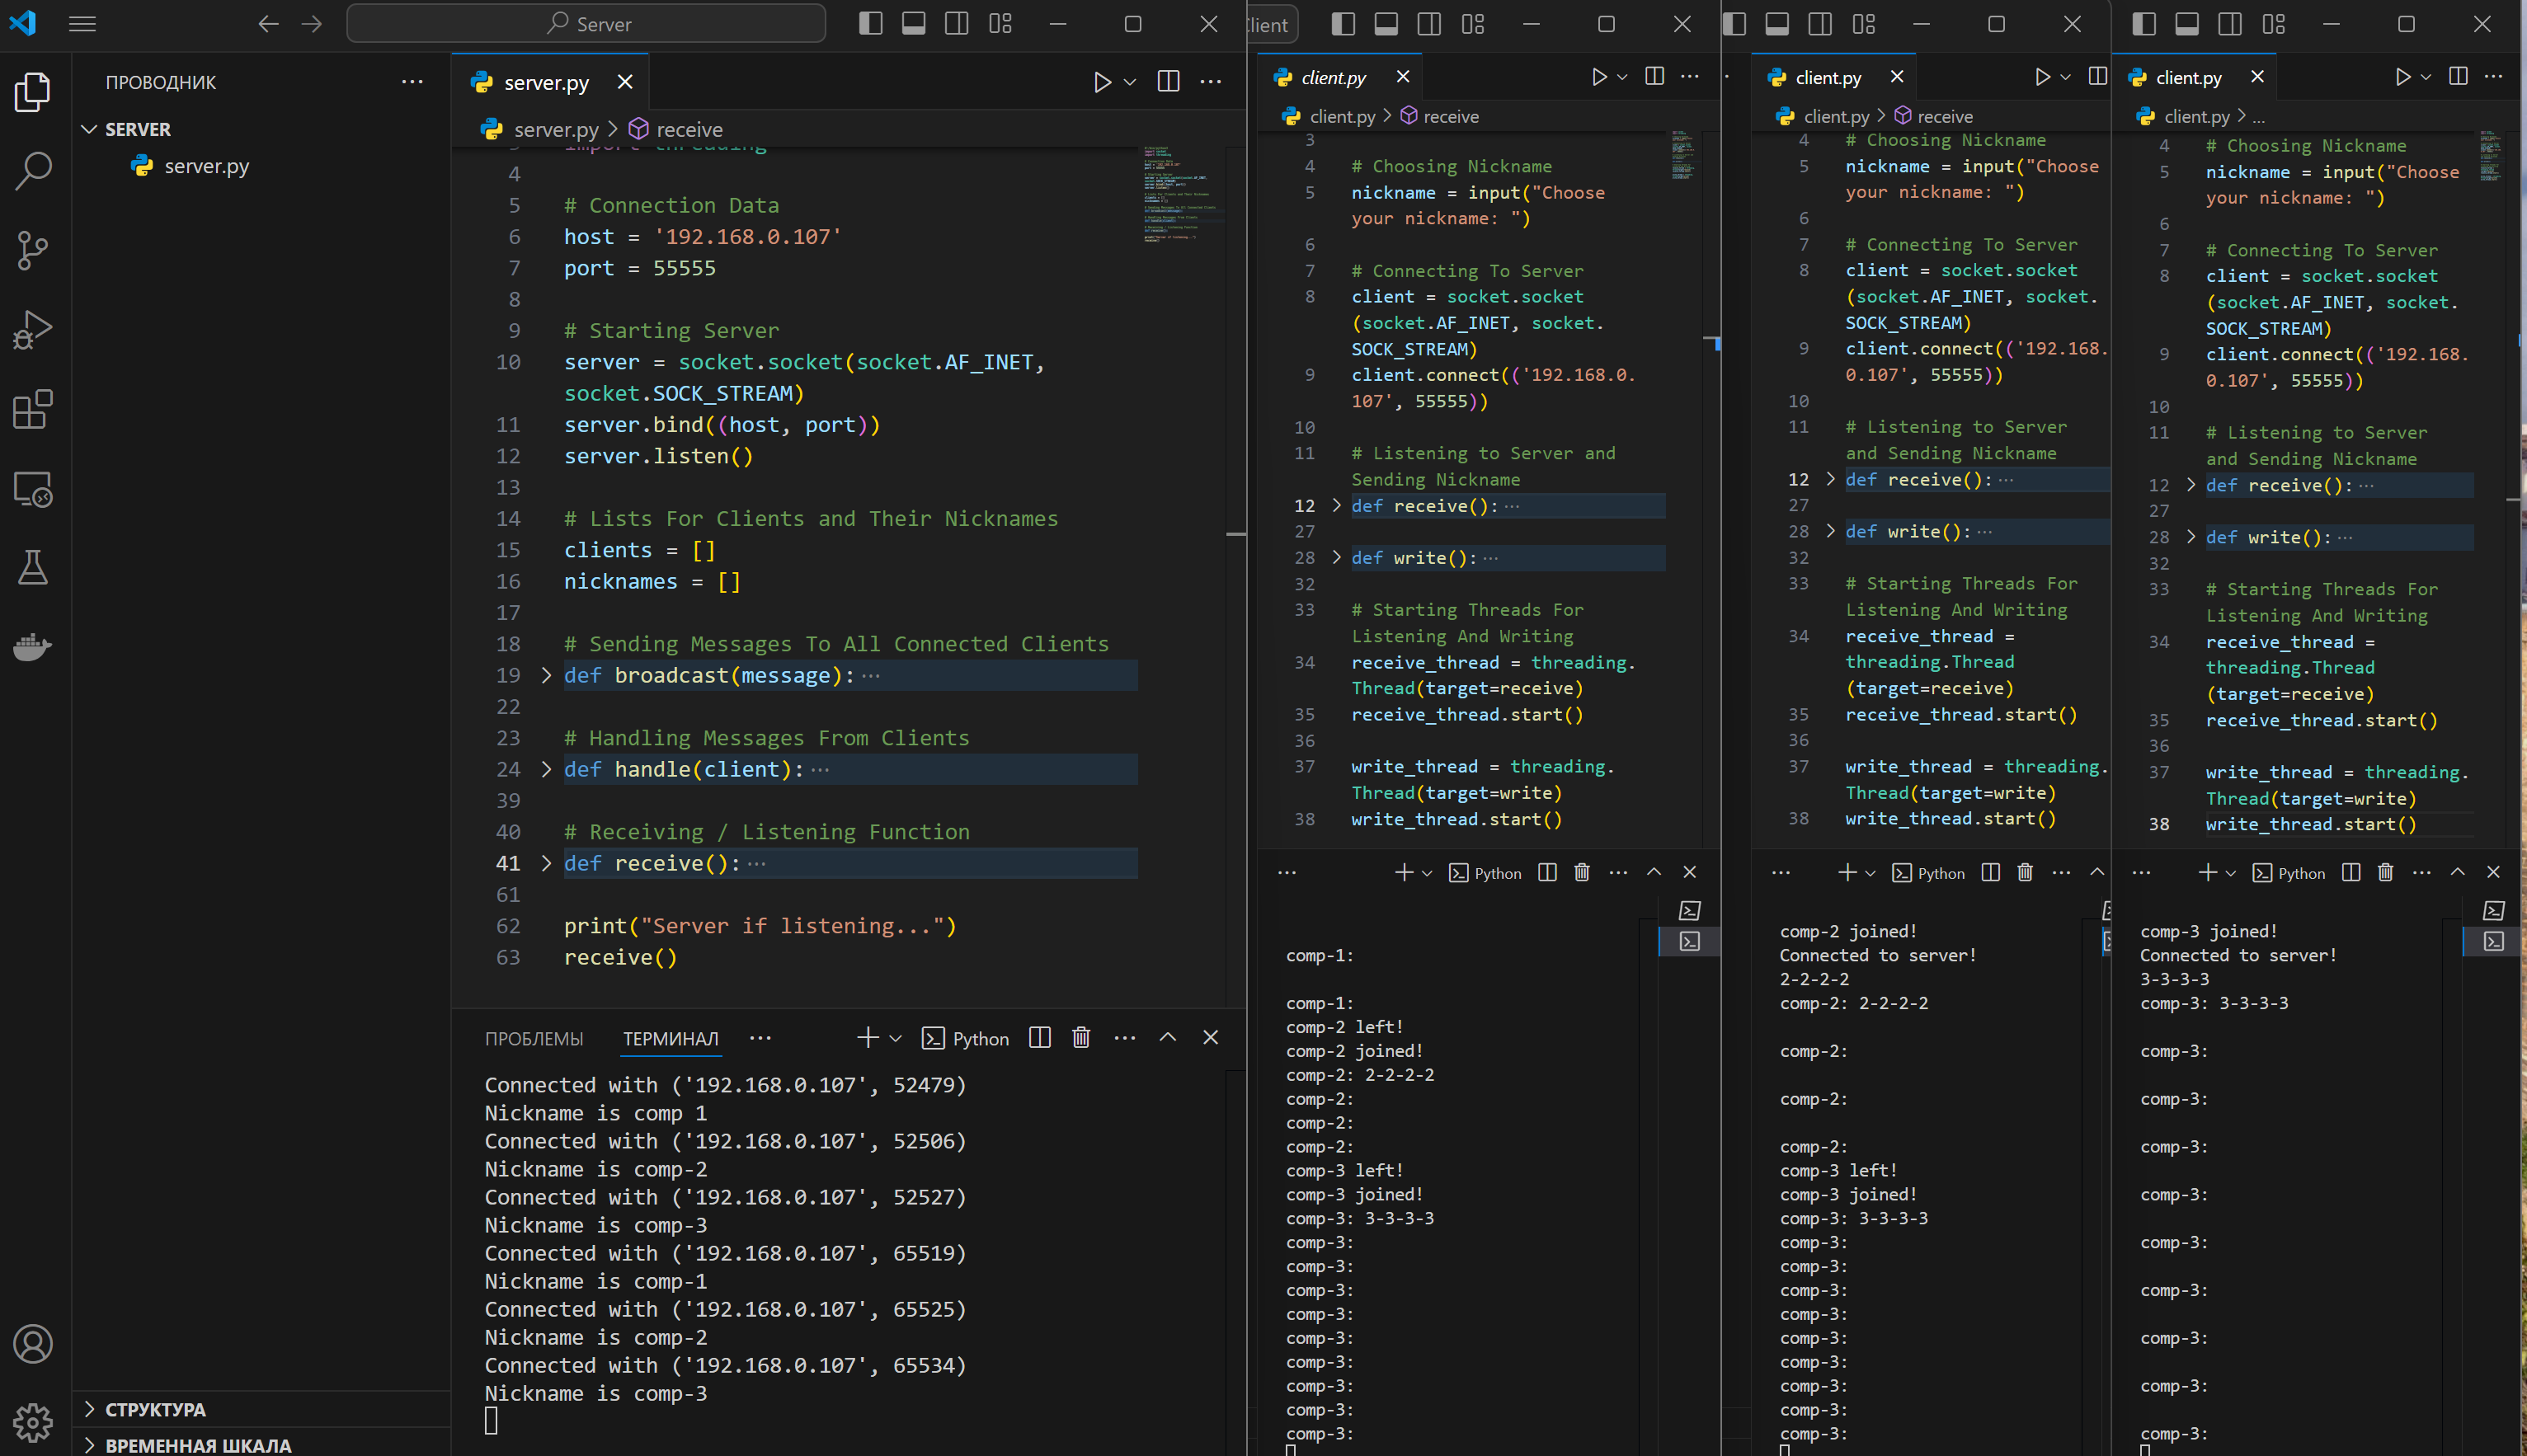 Server
ПРОВОДНИК
SERVER
server.py
СТРУКТУРА
ВРЕМЕННАЯ ШКАЛА
server.py
server.py > receive
4
5 # Connection Data
6 host = '192.168.0.107'
7 port = 55555
8
9 # Starting Server
10 server = socket.socket(socket.AF_INET,
socket.SOCK_STREAM)
11 server.bind((host, port))
12 server.listen()
13
14 # Lists For Clients and Their Nicknames
15 clients = []
16 nicknames = []
17
18 # Sending Messages To All Connected Clients
19 def broadcast(message):···
22
23 # Handling Messages From Clients
24 def handle(client):···
39
40 # Receiving / Listening Function
41 def receive():···
61
62 print("Server if listening...")
63 receive()
ПРОБЛЕМЫ ТЕРМИНАЛ ··· Python
Connected with ('192.168.0.107', 52479)
Nickname is comp 1
Connected with ('192.168.0.107', 52506)
Nickname is comp-2
Connected with ('192.168.0.107', 52527)
Nickname is comp-3
Connected with ('192.168.0.107', 65519)
Nickname is comp-1
Connected with ('192.168.0.107', 65525)
Nickname is comp-2
Connected with ('192.168.0.107', 65534)
Nickname is comp-3
client.py
client.py > receive
3
4 # Choosing Nickname
5 nickname = input("Choose
your nickname: ")
6
7 # Connecting To Server
8 client = socket.socket
(socket.AF_INET, socket.
SOCK_STREAM)
9 client.connect(('192.168.0.
107', 55555))
10
11 # Listening to Server and
Sending Nickname
12 def receive():···
27
28 def write():···
32
33 # Starting Threads For
Listening And Writing
34 receive_thread = threading.
Thread(target=receive)
35 receive_thread.start()
36
37 write_thread = threading.
Thread(target=write)
38 write_thread.start()
Python
comp-1:
comp-1:
comp-2 left!
comp-2 joined!
comp-2: 2-2-2-2
comp-2:
comp-2:
comp-2:
comp-3 left!
comp-3 joined!
comp-3: 3-3-3-3
comp-3:
comp-3:
comp-3:
comp-3:
comp-3:
comp-3:
comp-3:
comp-3:
comp-3:
client.py
client.py > receive
4 # Choosing Nickname
5 nickname = input("Choose
your nickname: ")
6
7 # Connecting To Server
8 client = socket.socket
(socket.AF_INET, socket.
SOCK_STREAM)
9 client.connect(('192.168.
0.107', 55555))
10
11 # Listening to Server
and Sending Nickname
12 def receive():···
27
28 def write():···
32
33 # Starting Threads For
Listening And Writing
34 receive_thread =
threading.Thread
(target=receive)
35 receive_thread.start()
36
37 write_thread = threading.
Thread(target=write)
38 write_thread.start()
Python
comp-2 joined!
Connected to server!
2-2-2-2
comp-2: 2-2-2-2
comp-2:
comp-2:
comp-2:
comp-3 left!
comp-3 joined!
comp-3: 3-3-3-3
comp-3:
comp-3:
comp-3:
comp-3:
comp-3:
comp-3:
comp-3:
comp-3:
comp-3:
client.py
client.py > ...
4 # Choosing Nickname
5 nickname = input("Choose
your nickname: ")
6
7 # Connecting To Server
8 client = socket.socket
(socket.AF_INET, socket.
SOCK_STREAM)
9 client.connect(('192.168.
0.107', 55555))
10
11 # Listening to Server
and Sending Nickname
12 def receive():···
27
28 def write():···
32
33 # Starting Threads For
Listening And Writing
34 receive_thread =
threading.Thread
(target=receive)
35 receive_thread.start()
36
37 write_thread = threading.
Thread(target=write)
38 write_thread.start()
Python
comp-3 joined!
Connected to server!
3-3-3-3
comp-3: 3-3-3-3
comp-3:
comp-3:
comp-3:
comp-3:
comp-3:
comp-3:
comp-3:
comp-3:
comp-3: